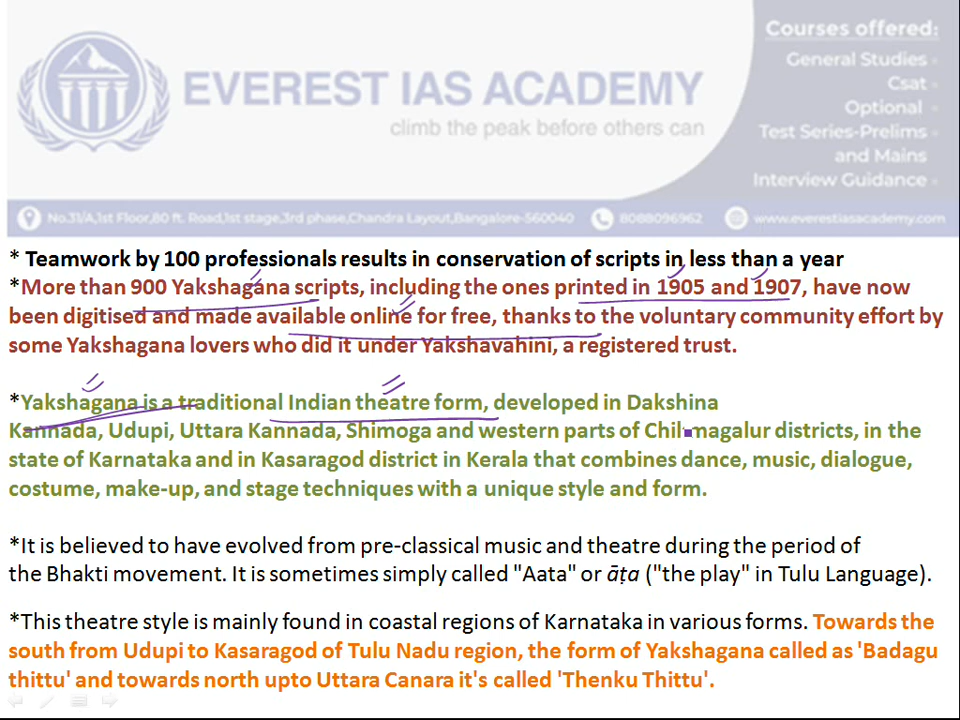 Courses offered:
General Studies
Csat
Optional
Test Series-Prelims
and Mains
Interview Guidance
EVEREST IAS ACADEMY
climb the peak before others can
No.31/A,1st Floor,80 ft. Road,1st stage,3rd phase,Chandra Layout,Bangalore-560040 8088096962 www.everestiasacademy.com
* Teamwork by 100 professionals results in conservation of scripts in less than a year
*More than 900 Yakshagana scripts, including the ones printed in 1905 and 1907, have now
been digitised and made available online for free, thanks to the voluntary community effort by
some Yakshagana lovers who did it under Yakshavahini, a registered trust.
*Yakshagana is a traditional Indian theatre form, developed in Dakshina
Kannada, Udupi, Uttara Kannada, Shimoga and western parts of Chikmagalur districts, in the
state of Karnataka and in Kasaragod district in Kerala that combines dance, music, dialogue,
costume, make-up, and stage techniques with a unique style and form.
*It is believed to have evolved from pre-classical music and theatre during the period of
the Bhakti movement. It is sometimes simply called "Aata" or āṭa ("the play" in Tulu Language).
*This theatre style is mainly found in coastal regions of Karnataka in various forms. Towards the
south from Udupi to Kasaragod of Tulu Nadu region, the form of Yakshagana called as 'Badagu
thittu' and towards north upto Uttara Canara it's called 'Thenku Thittu'.